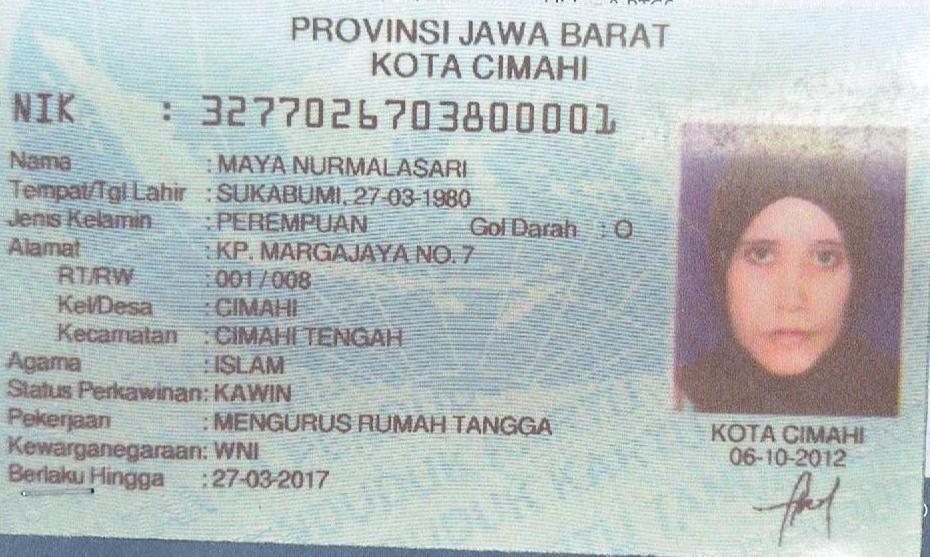 PROVINSI JAWA BARAT
KOTA CIMAHI
NIK : 3277026703800001
Nama : MAYA NURMALASARI
Tempat/Tgl Lahir : SUKABUMI, 27-03-1980
Jenis Kelamin : PEREMPUAN Gol Darah : O
Alamat : KP. MARGAJAYA NO. 7
RT/RW : 001 / 008
Kel/Desa : CIMAHI
Kecamatan : CIMAHI TENGAH
Agama : ISLAM
Status Perkawinan: KAWIN
Pekerjaan : MENGURUS RUMAH TANGGA
Kewarganegaraan: WNI
Berlaku Hingga : 27-03-2017
KOTA CIMAHI
06-10-2012